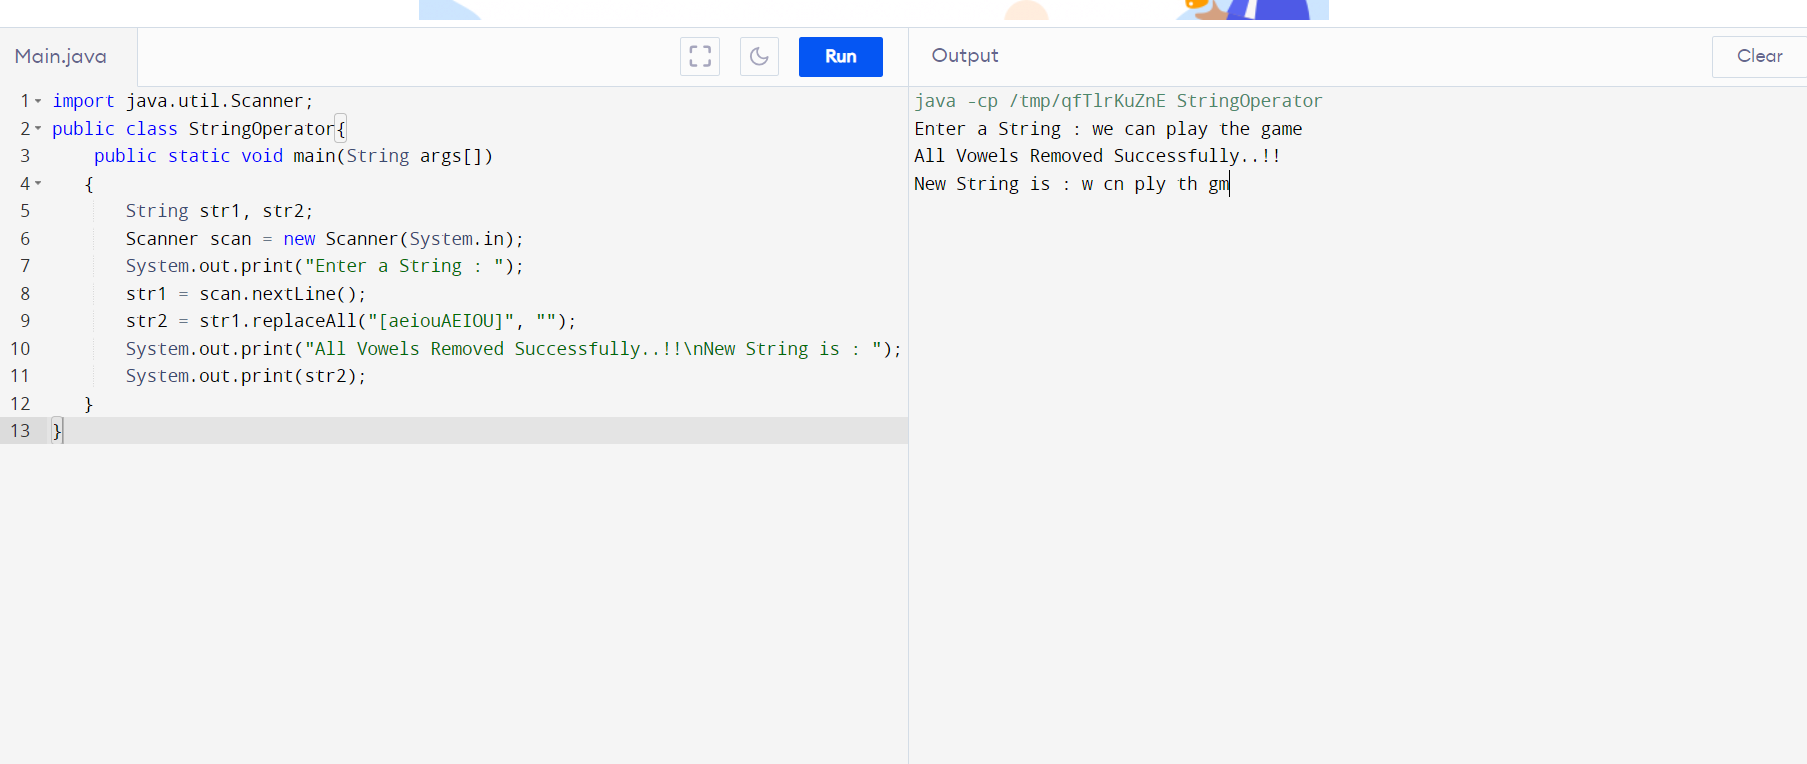 Main.java
Run
1 import java.util.Scanner;
2 public class StringOperator{
3     public static void main(String args[])
4    {
5        String str1, str2;
6        Scanner scan = new Scanner(System.in);
7        System.out.print("Enter a String : ");
8        str1 = scan.nextLine();
9        str2 = str1.replaceAll("[aeiouAEIOU]", "");
10        System.out.print("All Vowels Removed Successfully..!!\nNew String is : ");
11        System.out.print(str2);
12    }
13 }
Output
Clear
java -cp /tmp/qfTlrKuZnE StringOperator
Enter a String : we can play the game
All Vowels Removed Successfully..!!
New String is : w cn ply th gm